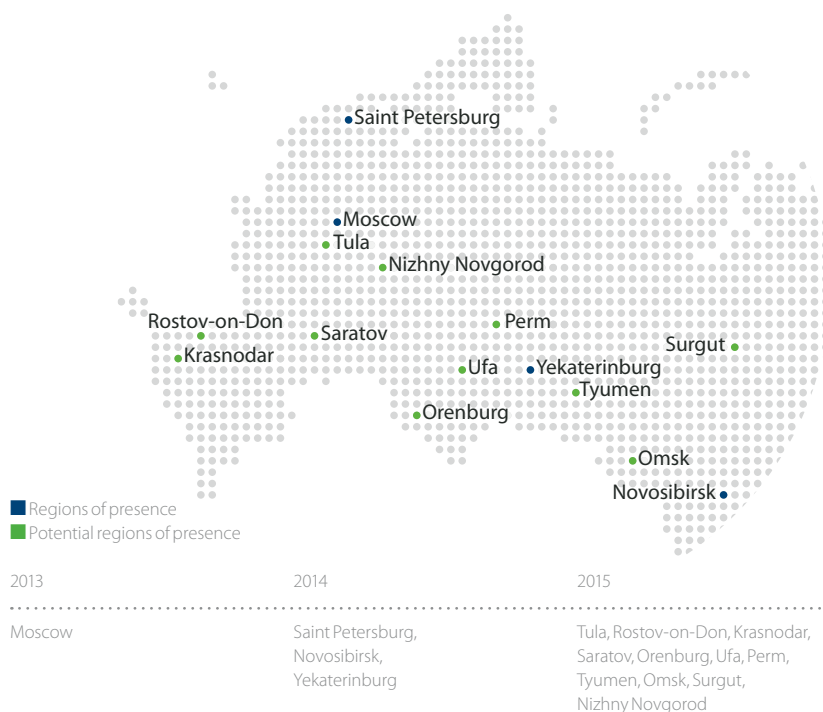 Saint Petersburg
Moscow
Tula
Nizhny Novgorod
Rostov-on-Don
Saratov
Perm
Surgut
Krasnodar
Ufa
Yekaterinburg
Tyumen
Orenburg
Omsk
Novosibirsk
Regions of presence
Potential regions of presence
2013
2014
2015
Moscow
Saint Petersburg,
Novosibirsk,
Yekaterinburg
Tula, Rostov-on-Don, Krasnodar,
Saratov, Orenburg, Ufa, Perm,
Tyumen, Omsk, Surgut,
Nizhny Novgorod